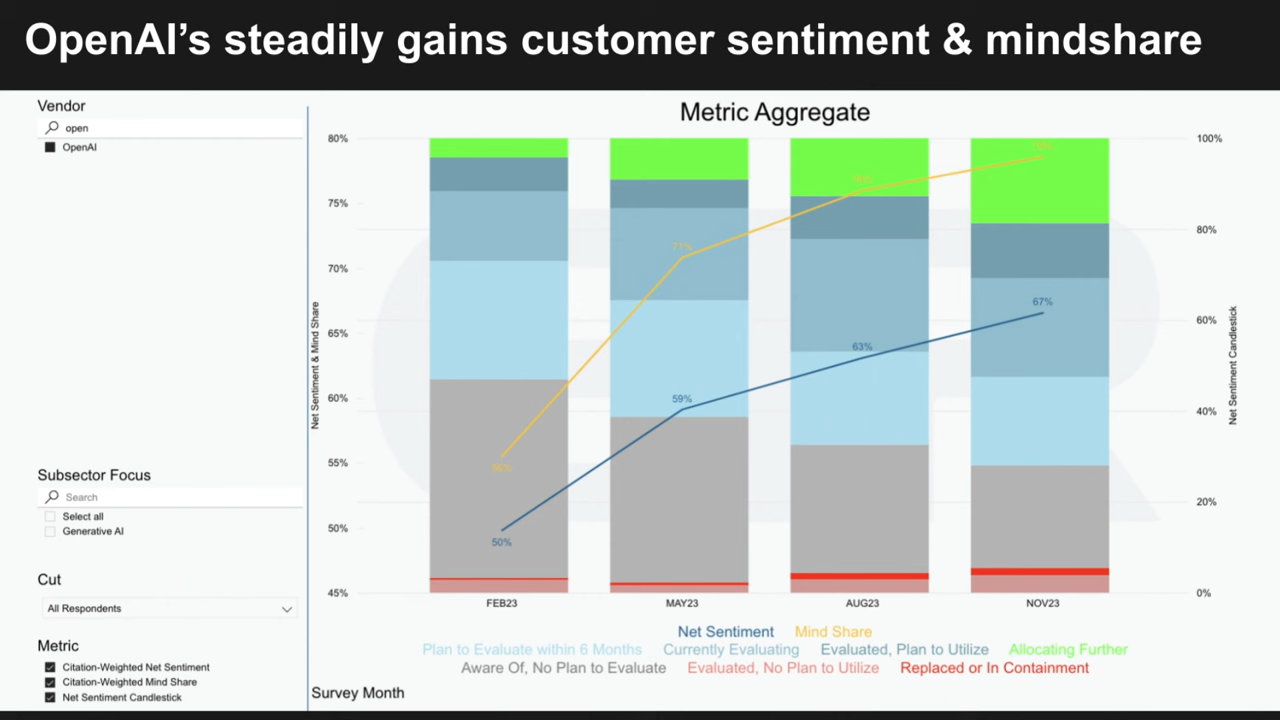 OpenAI’s steadily gains customer sentiment & mindshare
Vendor
open
OpenAI
Subsector Focus
Search
Select all
Generative AI
Cut
All Respondents
Metric
Citation-Weighted Net Sentiment
Citation-Weighted Mind Share
Net Sentiment Candlestick
Metric Aggregate
Net Sentiment & Mind Share
80%
75%
70%
65%
60%
55%
50%
45%
56%
71%
50%
59%
63%
67%
100%
80%
60%
40%
20%
0%
Net Sentiment Candlestick
FEB23 MAY23 AUG23 NOV23
Net Sentiment Mind Share
Plan to Evaluate within 6 Months Currently Evaluating Evaluated, Plan to Utilize Allocating Further
Aware Of, No Plan to Evaluate Evaluated, No Plan to Utilize Replaced or In Containment
Survey Month